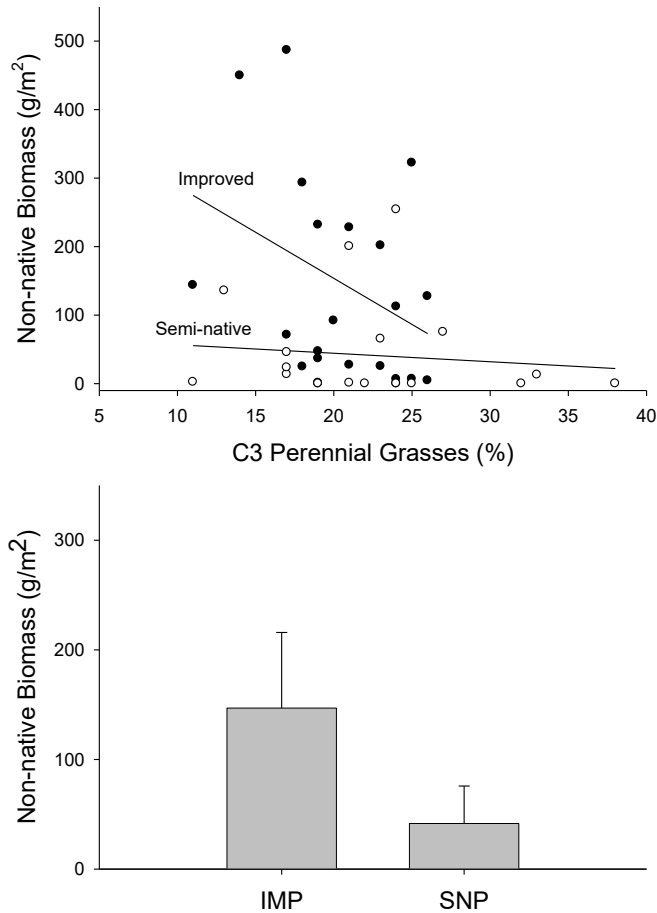 Non-native Biomass (g/m²)
500
400
300
200
100
0
Improved
Semi-native
5 10 15 20 25 30 35 40
C3 Perennial Grasses (%)
Non-native Biomass (g/m²)
300
200
100
0
IMP SNP